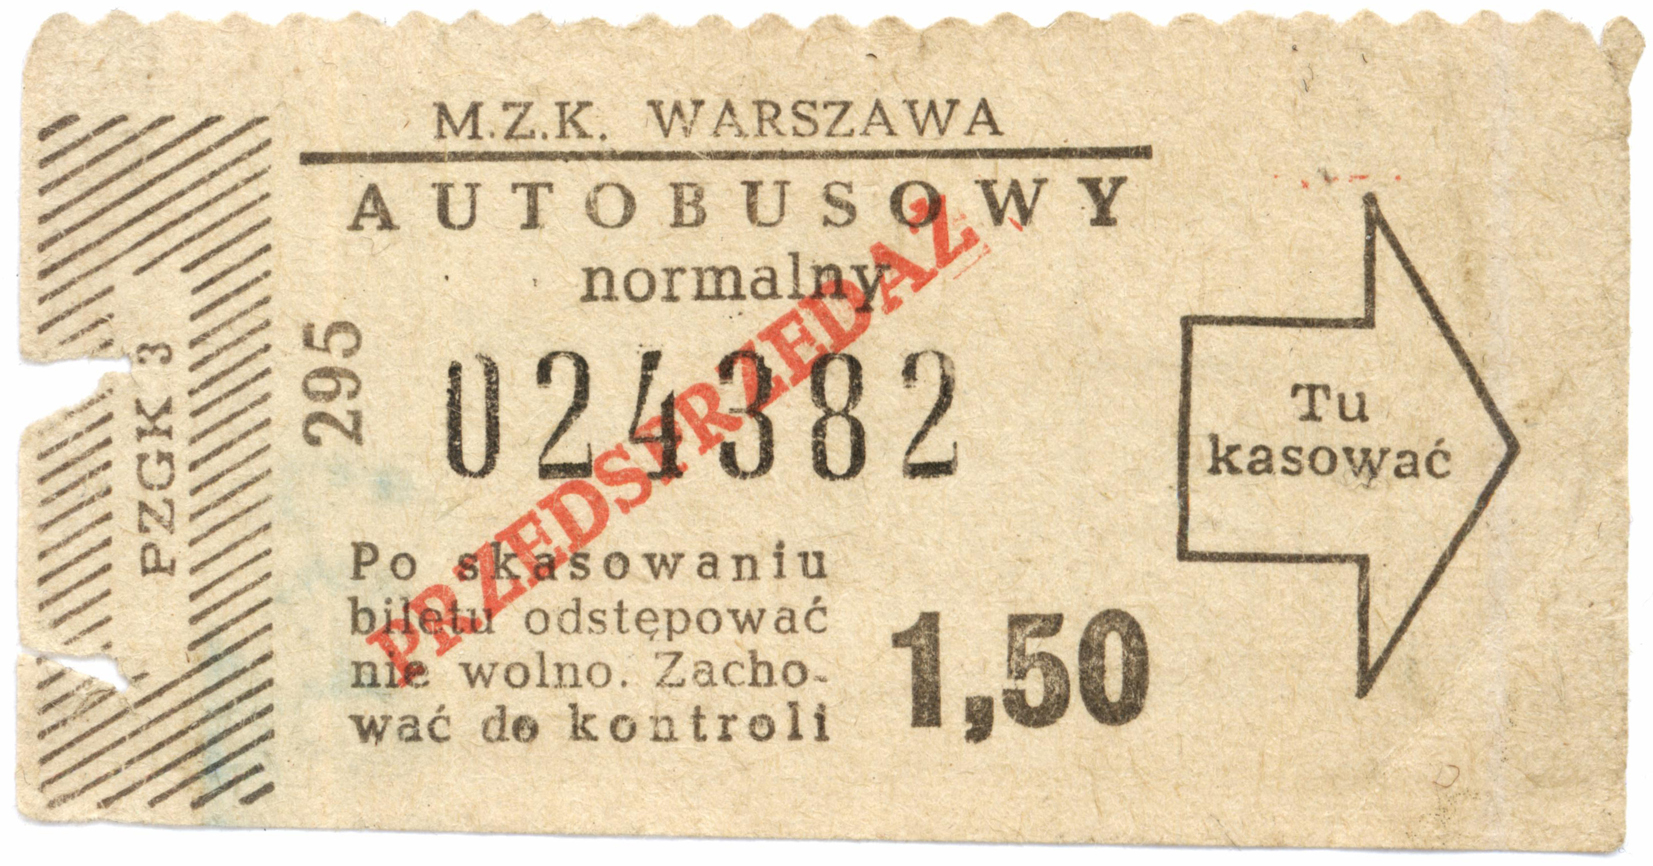 M.Z.K. WARSZAWA
AUTOBUSOWY
normalny
295
024382
PRZEDSPRZEDAŻ
PZGK 3
Po skasowaniu
biletu odstępować
nie wolno. Zacho-
wać do kontroli
1,50
Tu
kasować